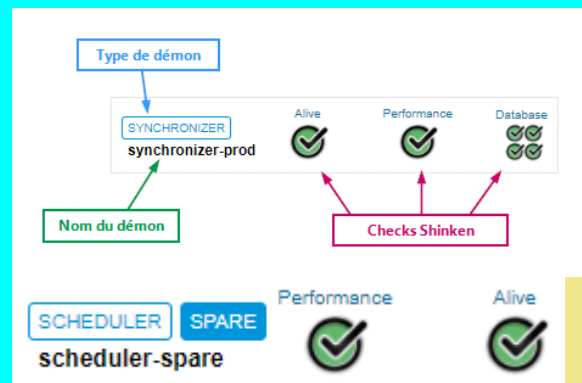 Type de démon
Alive
Performance
Database
SYNCHRONIZER
synchronizer-prod
Nom du démon
Checks Shinken
Performance
Alive
SCHEDULER SPARE
scheduler-spare